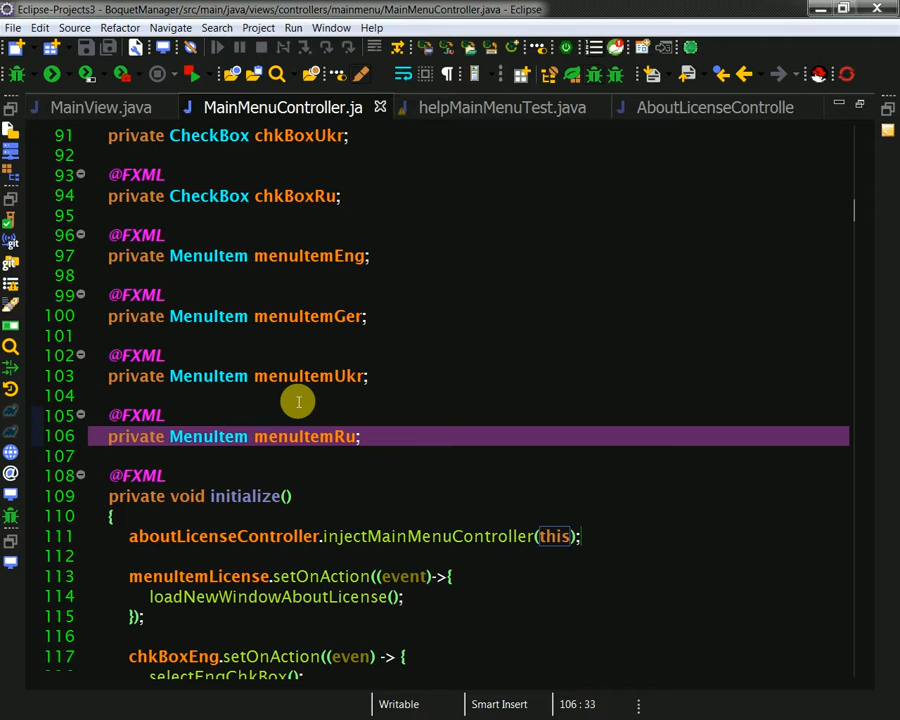 Eclipse-Projects3 - BoquetManager/src/main/java/views/controllers/mainmenu/MainMenuController.java - Eclipse
File Edit Source Refactor Navigate Search Project Run Window Help
MainView.java MainMenuController.ja helpMainMenuTest.java AboutLicenseControlle
91 private CheckBox chkBoxUkr;
92
93 @FXML
94 private CheckBox chkBoxRu;
95
96 @FXML
97 private MenuItem menuItemEng;
98
99 @FXML
100 private MenuItem menuItemGer;
101
102 @FXML
103 private MenuItem menuItemUkr;
104
105 @FXML
106 private MenuItem menuItemRu;
107
108 @FXML
109 private void initialize()
110 {
111 aboutLicenseController.injectMainMenuController(this);
112
113 menuItemLicense.setOnAction((event)->{
114 loadNewWindowAboutLicense();
115 });
116
117 chkBoxEng.setOnAction((even) -> {
selectEngChkBox();
Writable Smart Insert 106 : 33